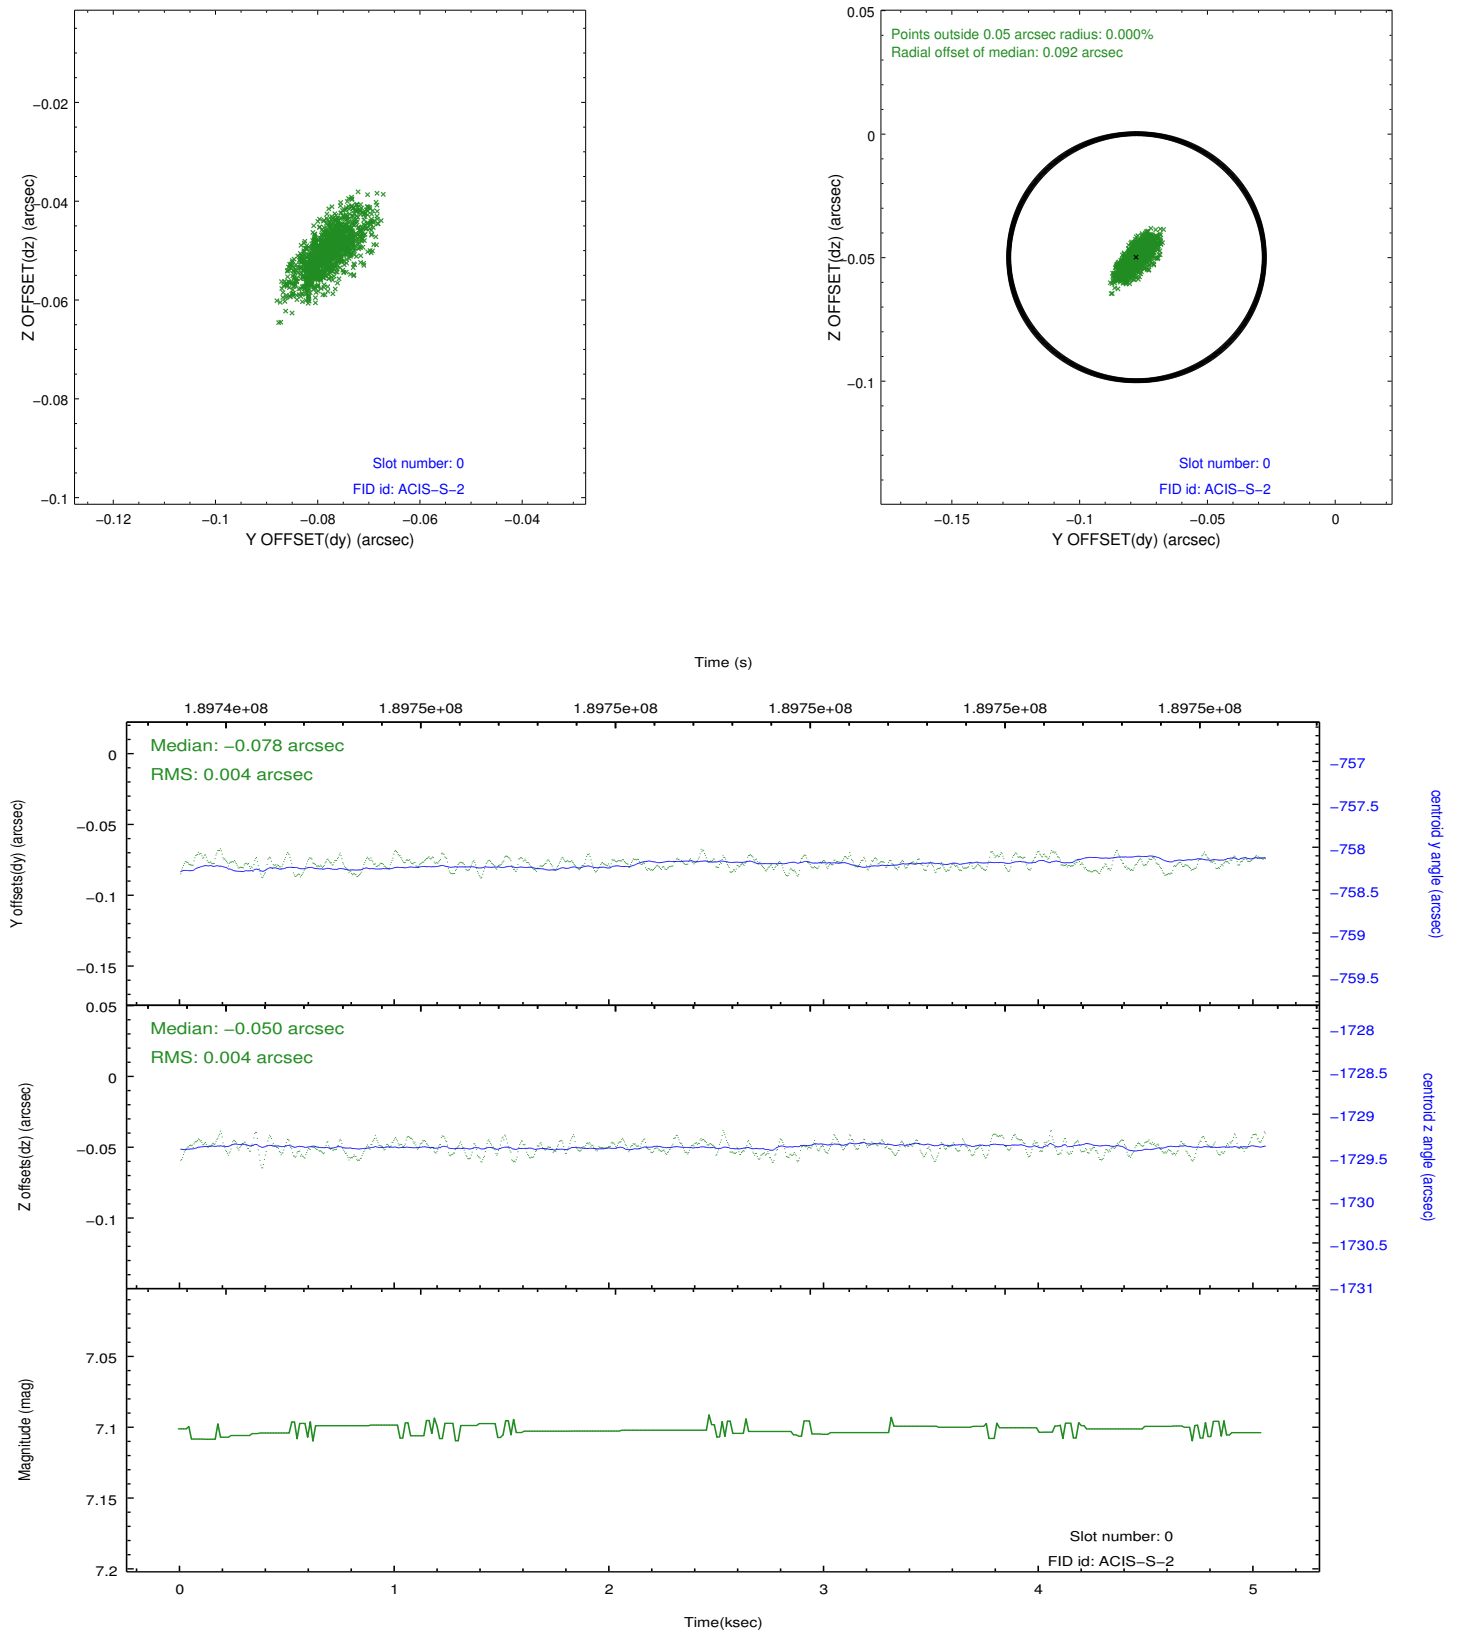 −0.02
−0.04
−0.06
−0.08
−0.1
Z OFFSET(dz) (arcsec)
Slot number: 0
FID id: ACIS−S−2
−0.12
−0.1
−0.08
−0.06
−0.04
Y OFFSET(dy) (arcsec)
0.05
0
−0.05
−0.1
Z OFFSET(dz) (arcsec)
Points outside 0.05 arcsec radius: 0.000%
Radial offset of median: 0.092 arcsec
Slot number: 0
FID id: ACIS−S−2
−0.15
−0.1
−0.05
0
Y OFFSET(dy) (arcsec)
Time (s)
1.8974e+08
1.8975e+08
1.8975e+08
1.8975e+08
1.8975e+08
1.8975e+08
Median: −0.078 arcsec
RMS: 0.004 arcsec
0
−0.05
−0.1
−0.15
Y offsets(dy) (arcsec)
−757
−757.5
−758
−758.5
−759
−759.5
centroid y angle (arcsec)
Median: −0.050 arcsec
RMS: 0.004 arcsec
0.05
0
−0.05
−0.1
Z offsets(dz) (arcsec)
−1728
−1728.5
−1729
−1729.5
−1730
−1730.5
−1731
centroid z angle (arcsec)
7.05
7.1
7.15
7.2
Magnitude (mag)
Slot number: 0
FID id: ACIS−S−2
0
1
2
3
4
5
Time(ksec)